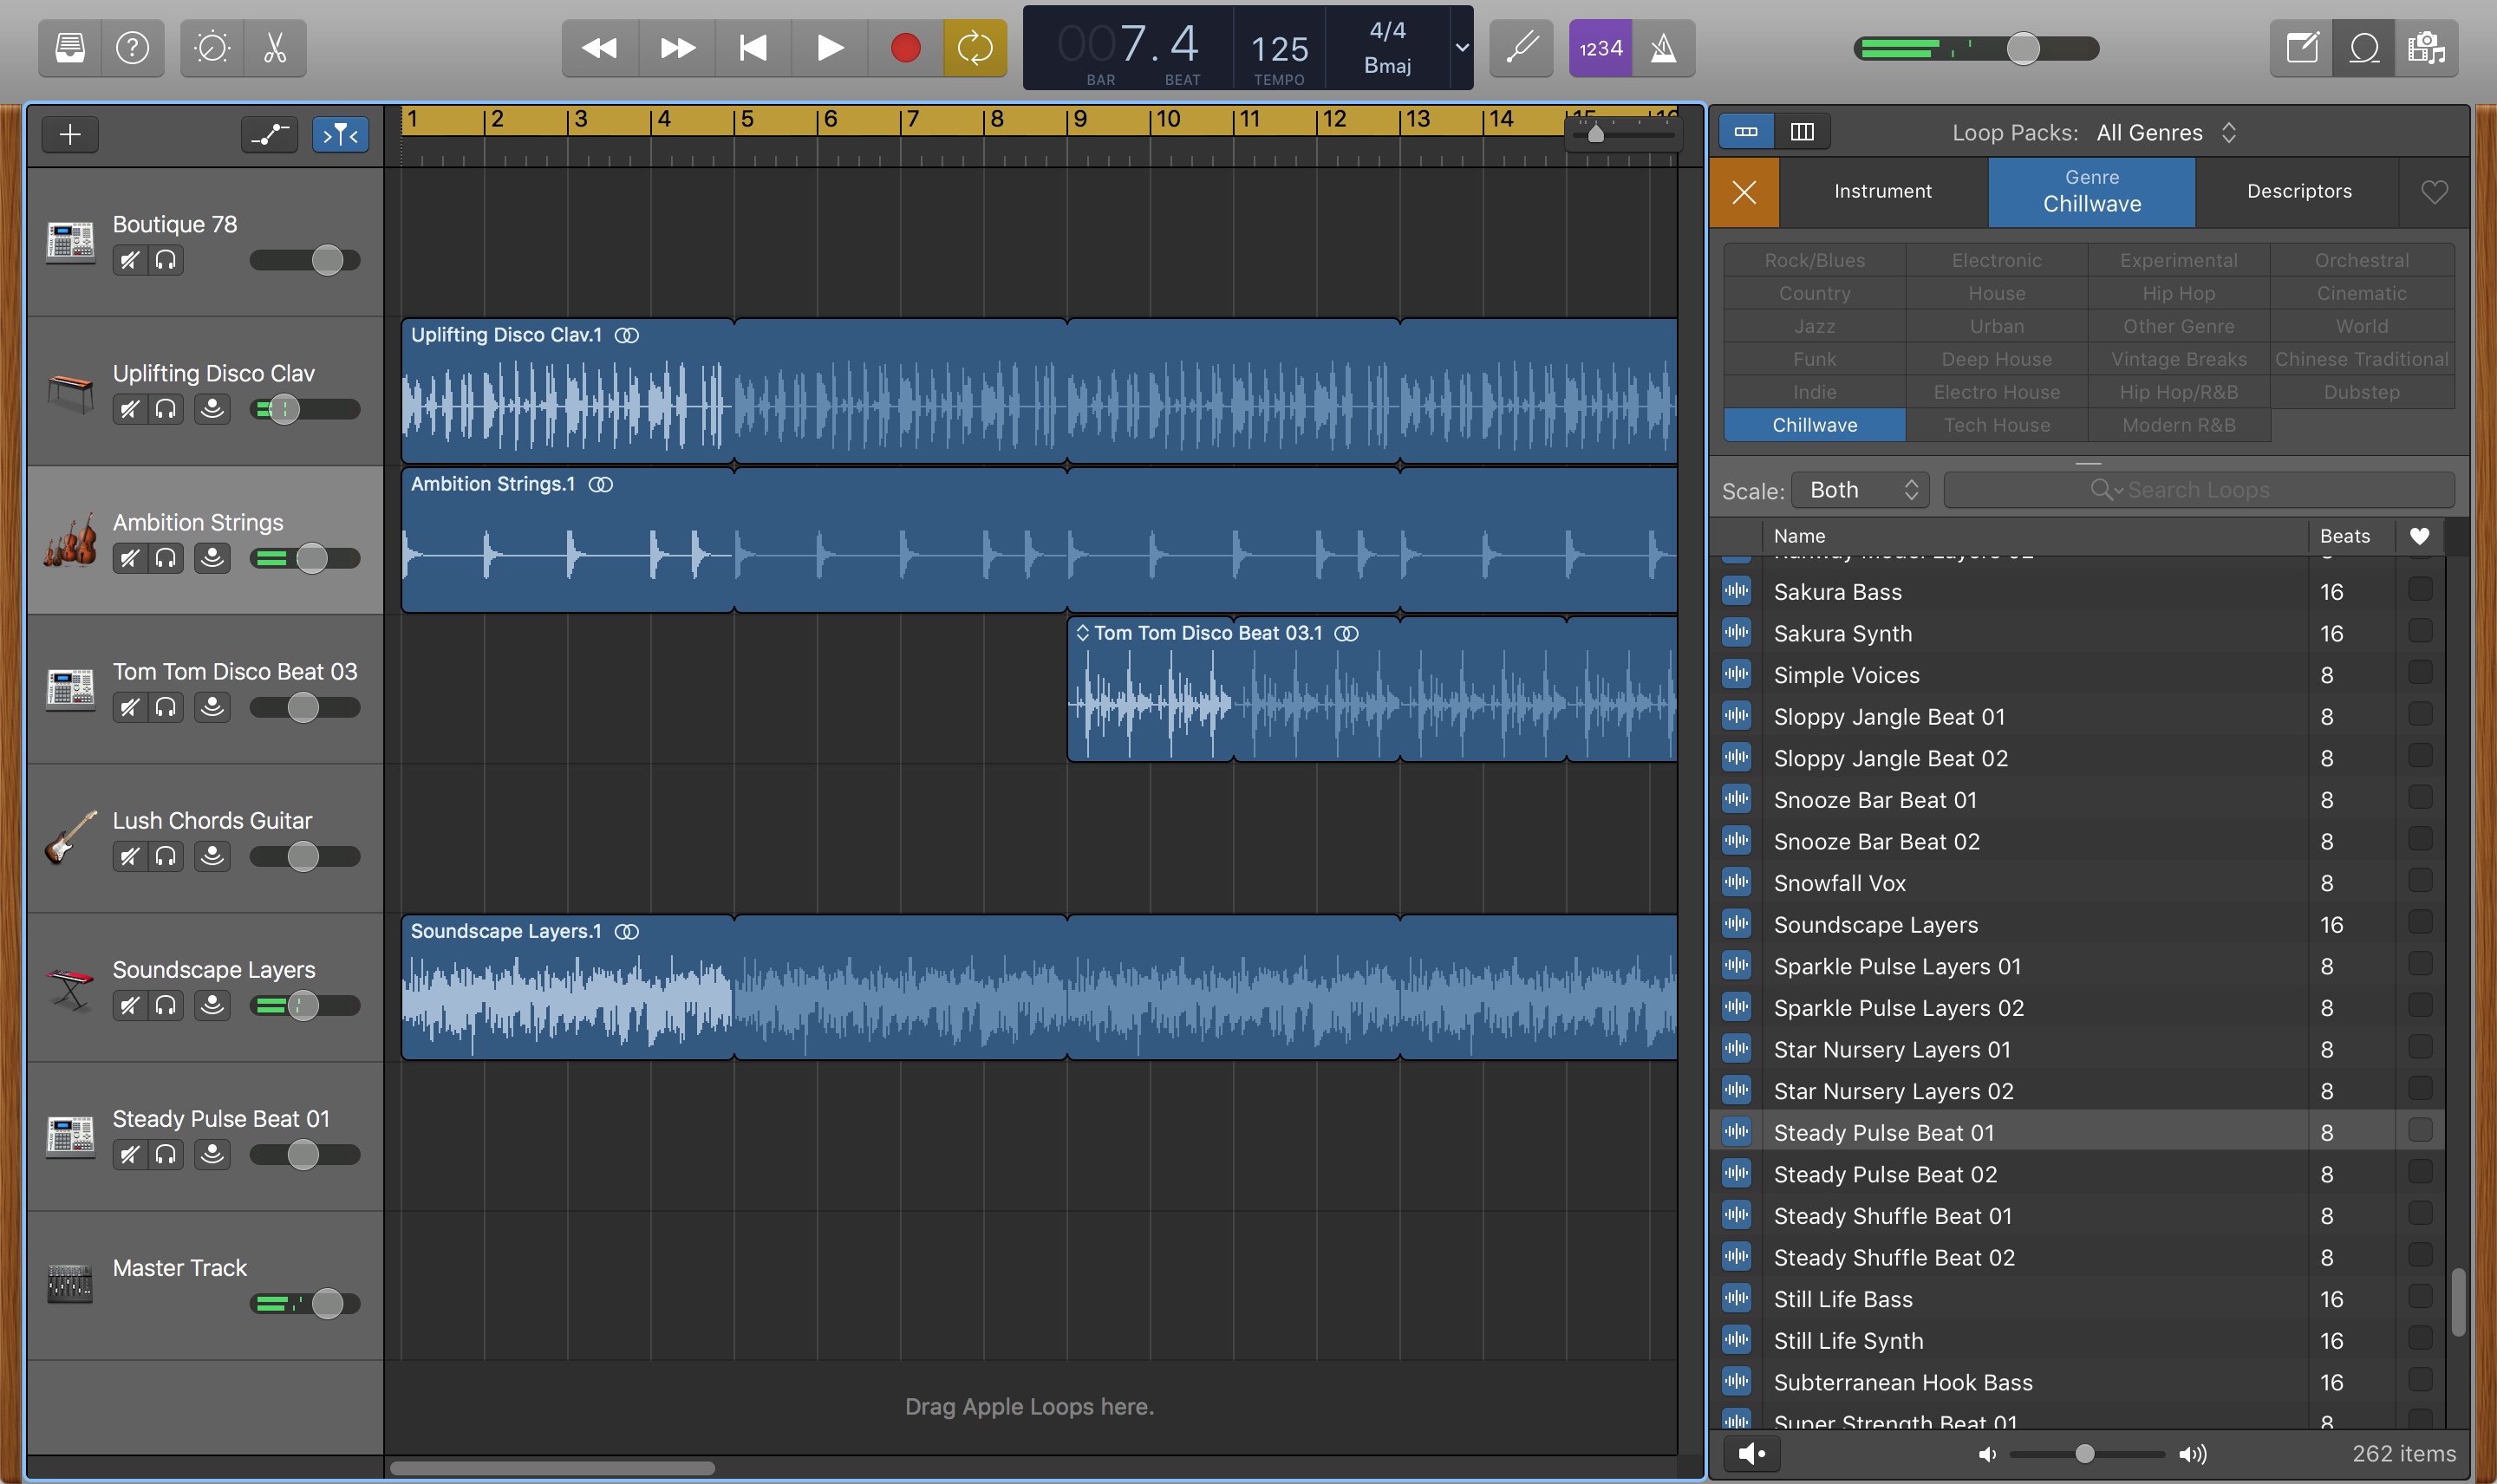 007.4
BAR BEAT
125
TEMPO
4/4
Bmaj
1234
1 2 3 4 5 6 7 8 9 10 11 12 13 14 15 16
Boutique 78
Uplifting Disco Clav
Ambition Strings
Tom Tom Disco Beat 03
Lush Chords Guitar
Soundscape Layers
Steady Pulse Beat 01
Master Track
Uplifting Disco Clav.1
Ambition Strings.1
Tom Tom Disco Beat 03.1
Soundscape Layers.1
Drag Apple Loops here.
Loop Packs: All Genres
Instrument
Genre
Chillwave
Descriptors
Rock/Blues Electronic Experimental Orchestral
Country House Hip Hop Cinematic
Jazz Urban Other Genre World
Funk Deep House Vintage Breaks Chinese Traditional
Indie Electro House Hip Hop/R&B Dubstep
Chillwave Tech House Modern R&B
Scale: Both Search Loops
Name Beats
Runway Model Layers 02 8
Sakura Bass 16
Sakura Synth 16
Simple Voices 8
Sloppy Jangle Beat 01 8
Sloppy Jangle Beat 02 8
Snooze Bar Beat 01 8
Snooze Bar Beat 02 8
Snowfall Vox 8
Soundscape Layers 16
Sparkle Pulse Layers 01 8
Sparkle Pulse Layers 02 8
Star Nursery Layers 01 8
Star Nursery Layers 02 8
Steady Pulse Beat 01 8
Steady Pulse Beat 02 8
Steady Shuffle Beat 01 8
Steady Shuffle Beat 02 8
Still Life Bass 16
Still Life Synth 16
Subterranean Hook Bass 16
Super Strength Beat 01 8
262 items